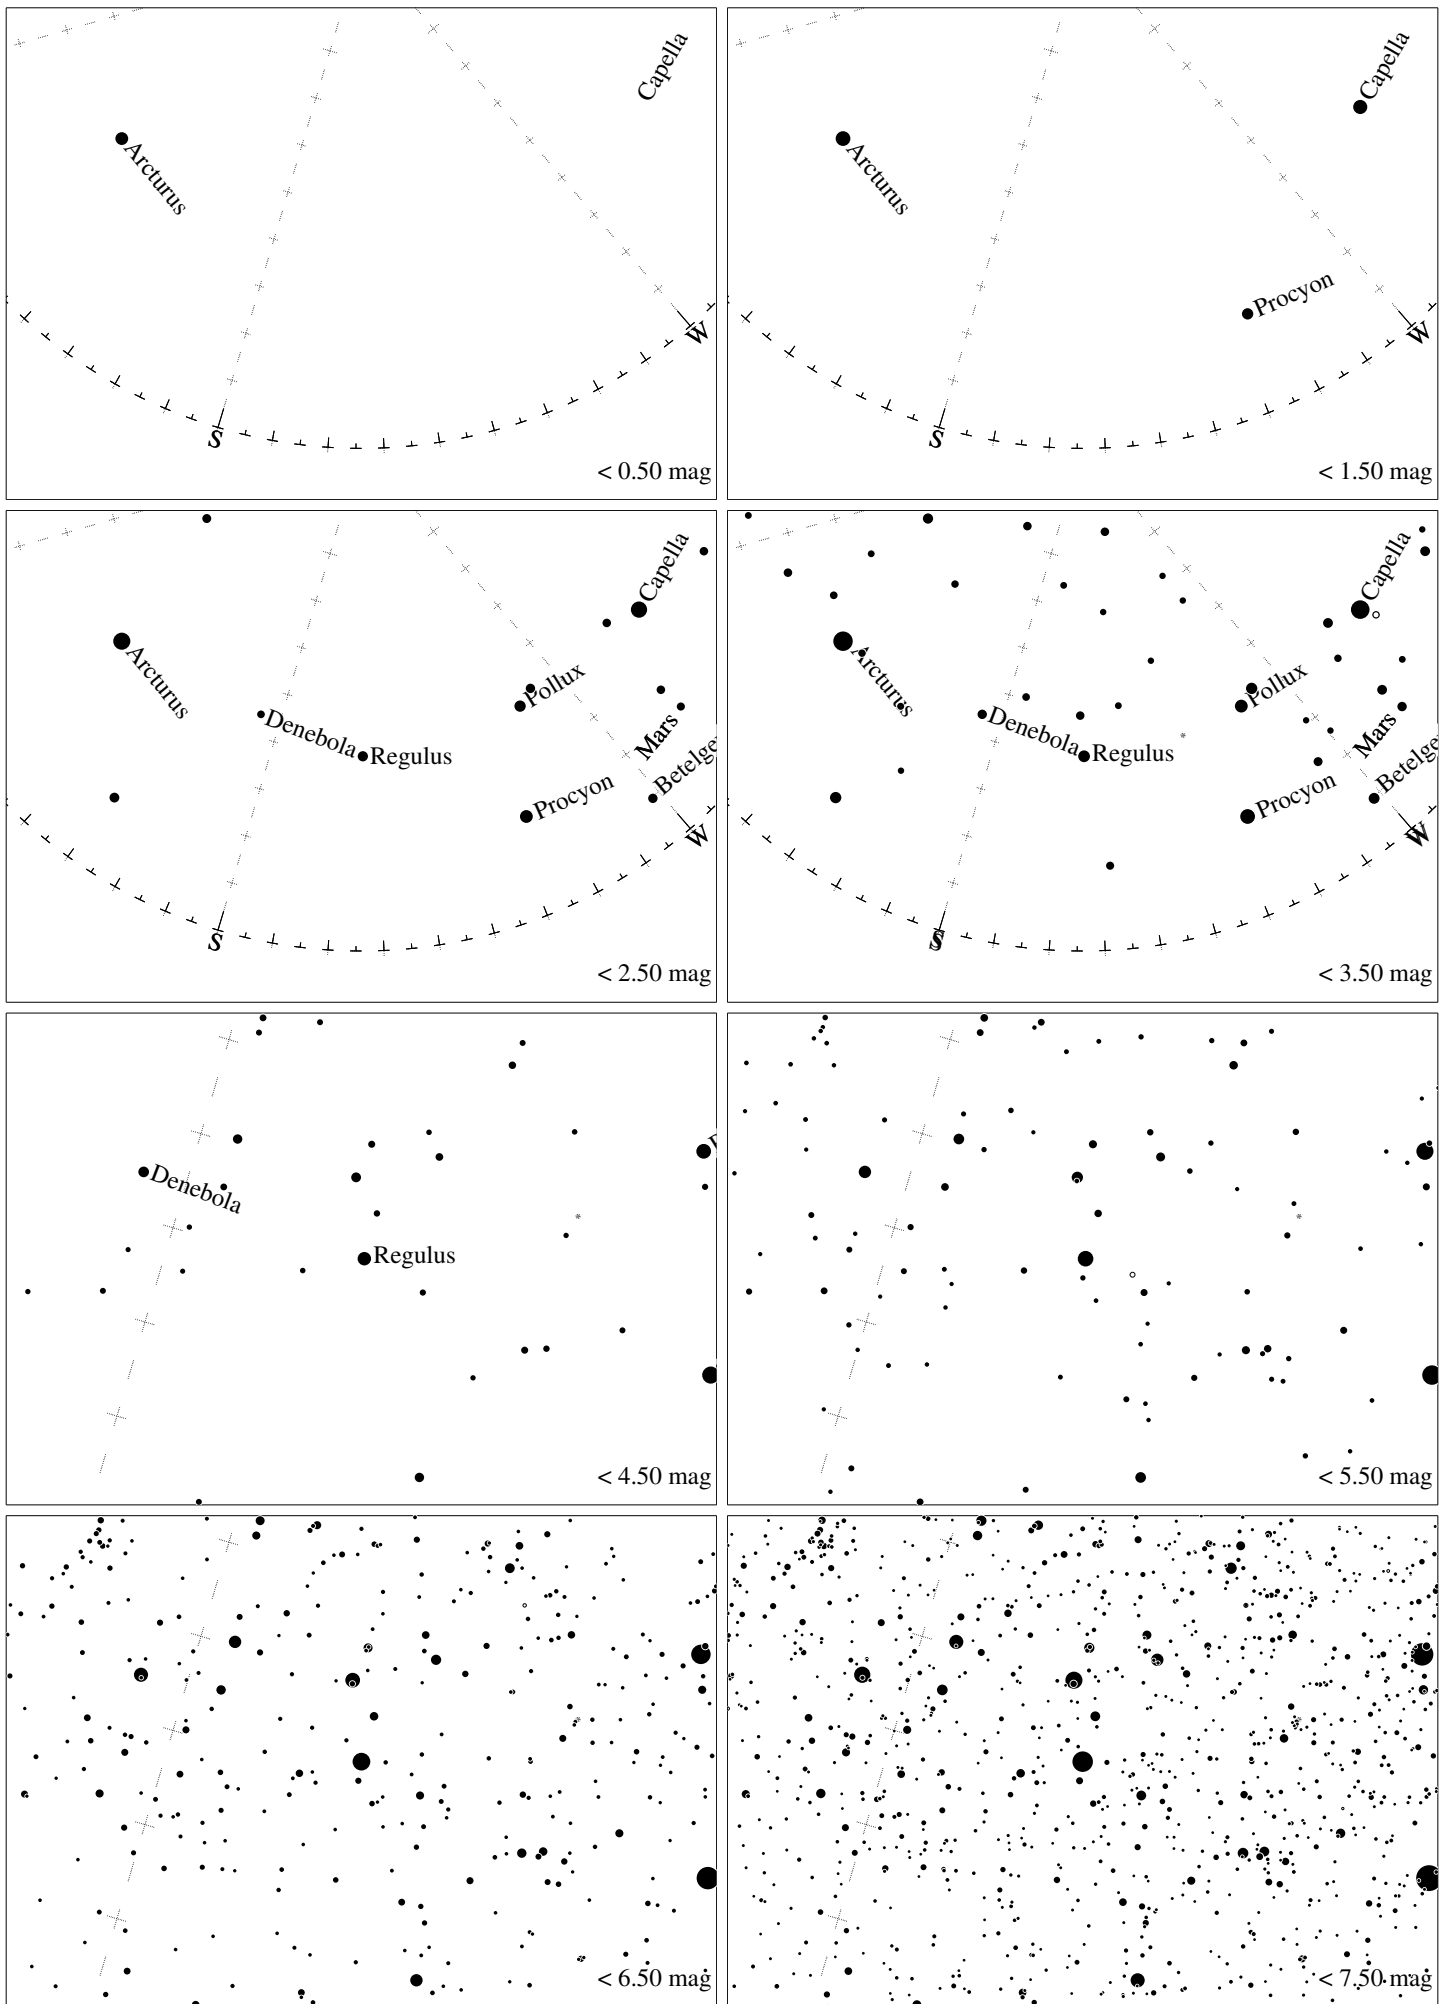 Capella
Arcturus
W
S
< 0.50 mag
Capella
Arcturus
Procyon
W
S
< 1.50 mag
Capella
Arcturus
Pollux
Denebola
Regulus
Mars
Betelge
Procyon
W
S
< 2.50 mag
Capella
Arcturus
Pollux
Denebola
Regulus
Mars
Betelge
Procyon
W
S
< 3.50 mag
Denebola
Regulus
< 4.50 mag
< 5.50 mag
< 6.50 mag
< 7.50 mag